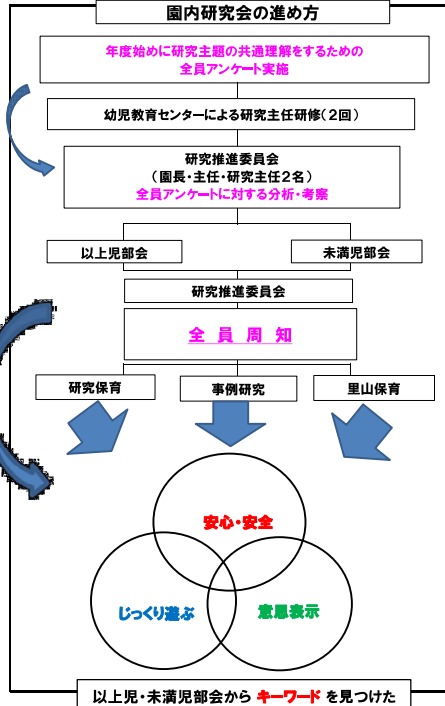 園内研究会の進め方
年度始めに研究主題の共通理解をするための
全員アンケート実施
幼児教育センターによる研究主任研修(2回)
研究推進委員会
(園長・主任・研究主任2名)
全員アンケートに対する分析・考察
以上児部会
未満児部会
研究推進委員会
全員周知
研究保育
事例研究
里山保育
安心・安全
じっくり遊ぶ
意思表示
以上児・未満児部会から キーワード を見つけた